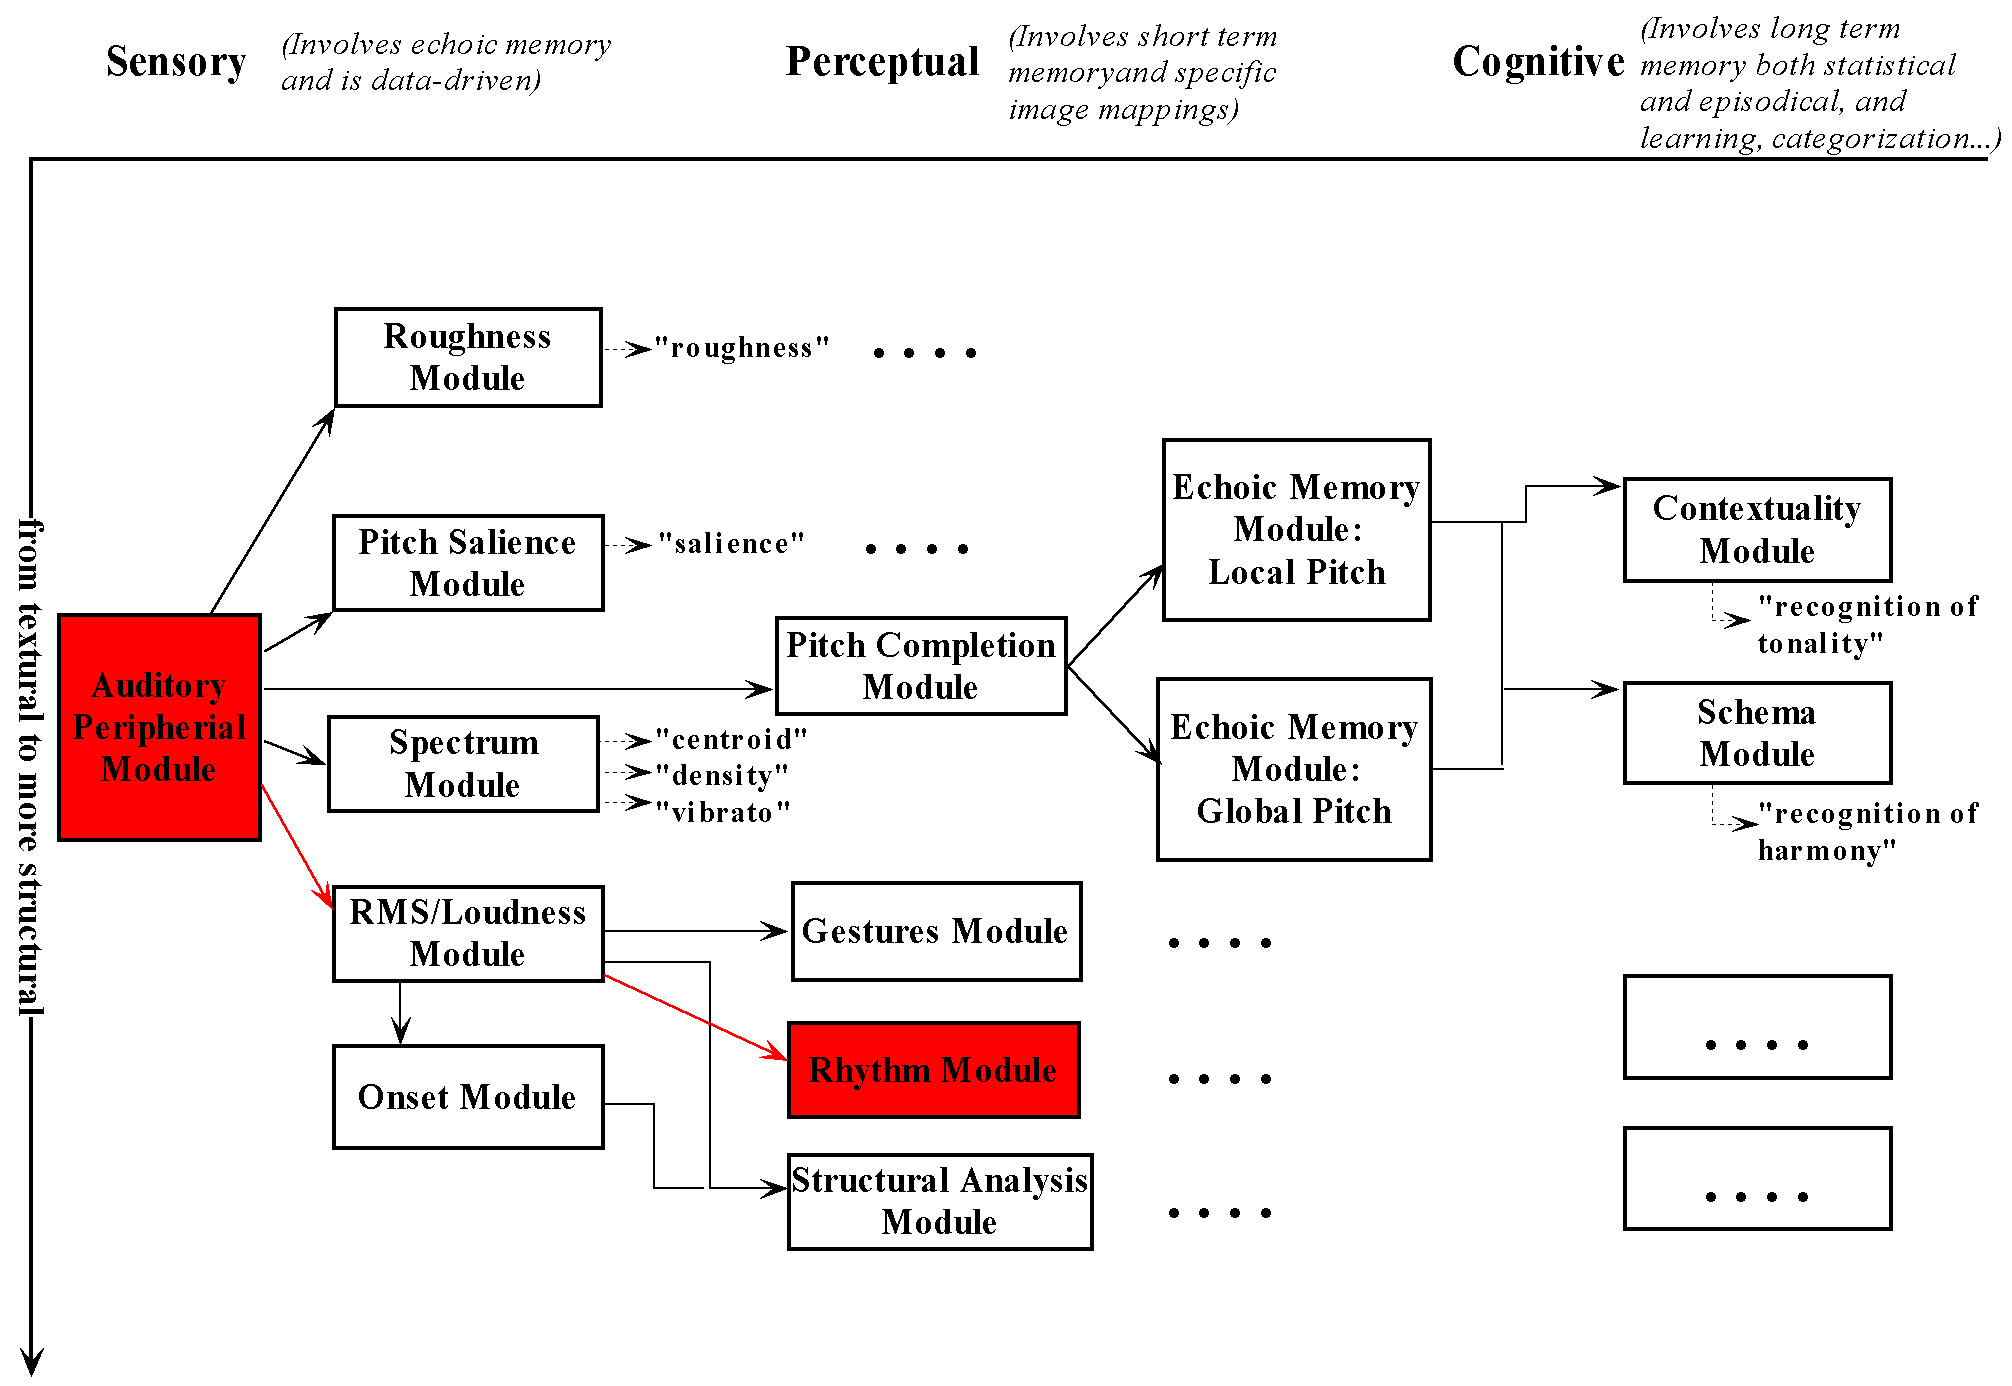 Sensory
(Involves echoic memory
and is data-driven)
Perceptual
(Involves short term
memoryand specific
image mappings)
Cognitive
(Involves long term
memory both statistical
and episodical, and
learning, categorization...)
from textural to more structural
Roughness
Module
"roughness"
. . . .
Pitch Salience
Module
"salience"
. . . .
Auditory
Peripherial
Module
Pitch Completion
Module
Echoic Memory
Module:
Local Pitch
Echoic Memory
Module:
Global Pitch
Contextuality
Module
"recognition of
tonality"
Schema
Module
"recognition of
harmony"
Spectrum
Module
"centroid"
"density"
"vibrato"
RMS/Loudness
Module
Gestures Module
. . . .
Onset Module
Rhythm Module
. . . .
. . . .
Structural Analysis
Module
. . . .
. . . .